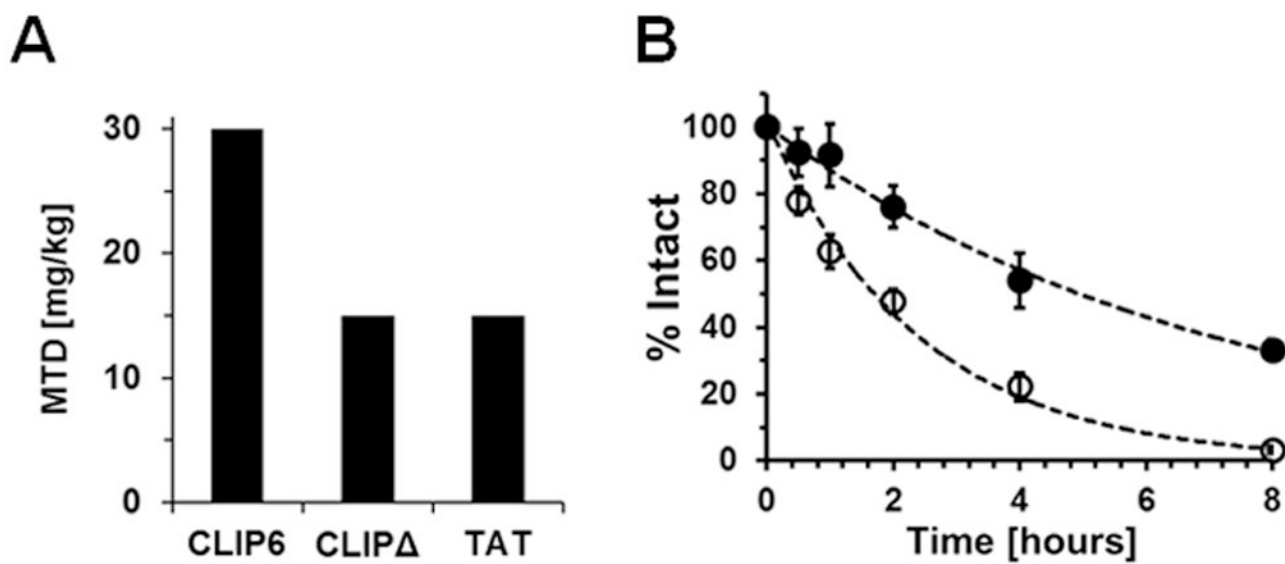 A
MTD [mg/kg]
30
20
10
0
CLIP6 CLIPΔ TAT
B
% Intact
100
80
60
40
20
0
0 2 4 6 8
Time [hours]